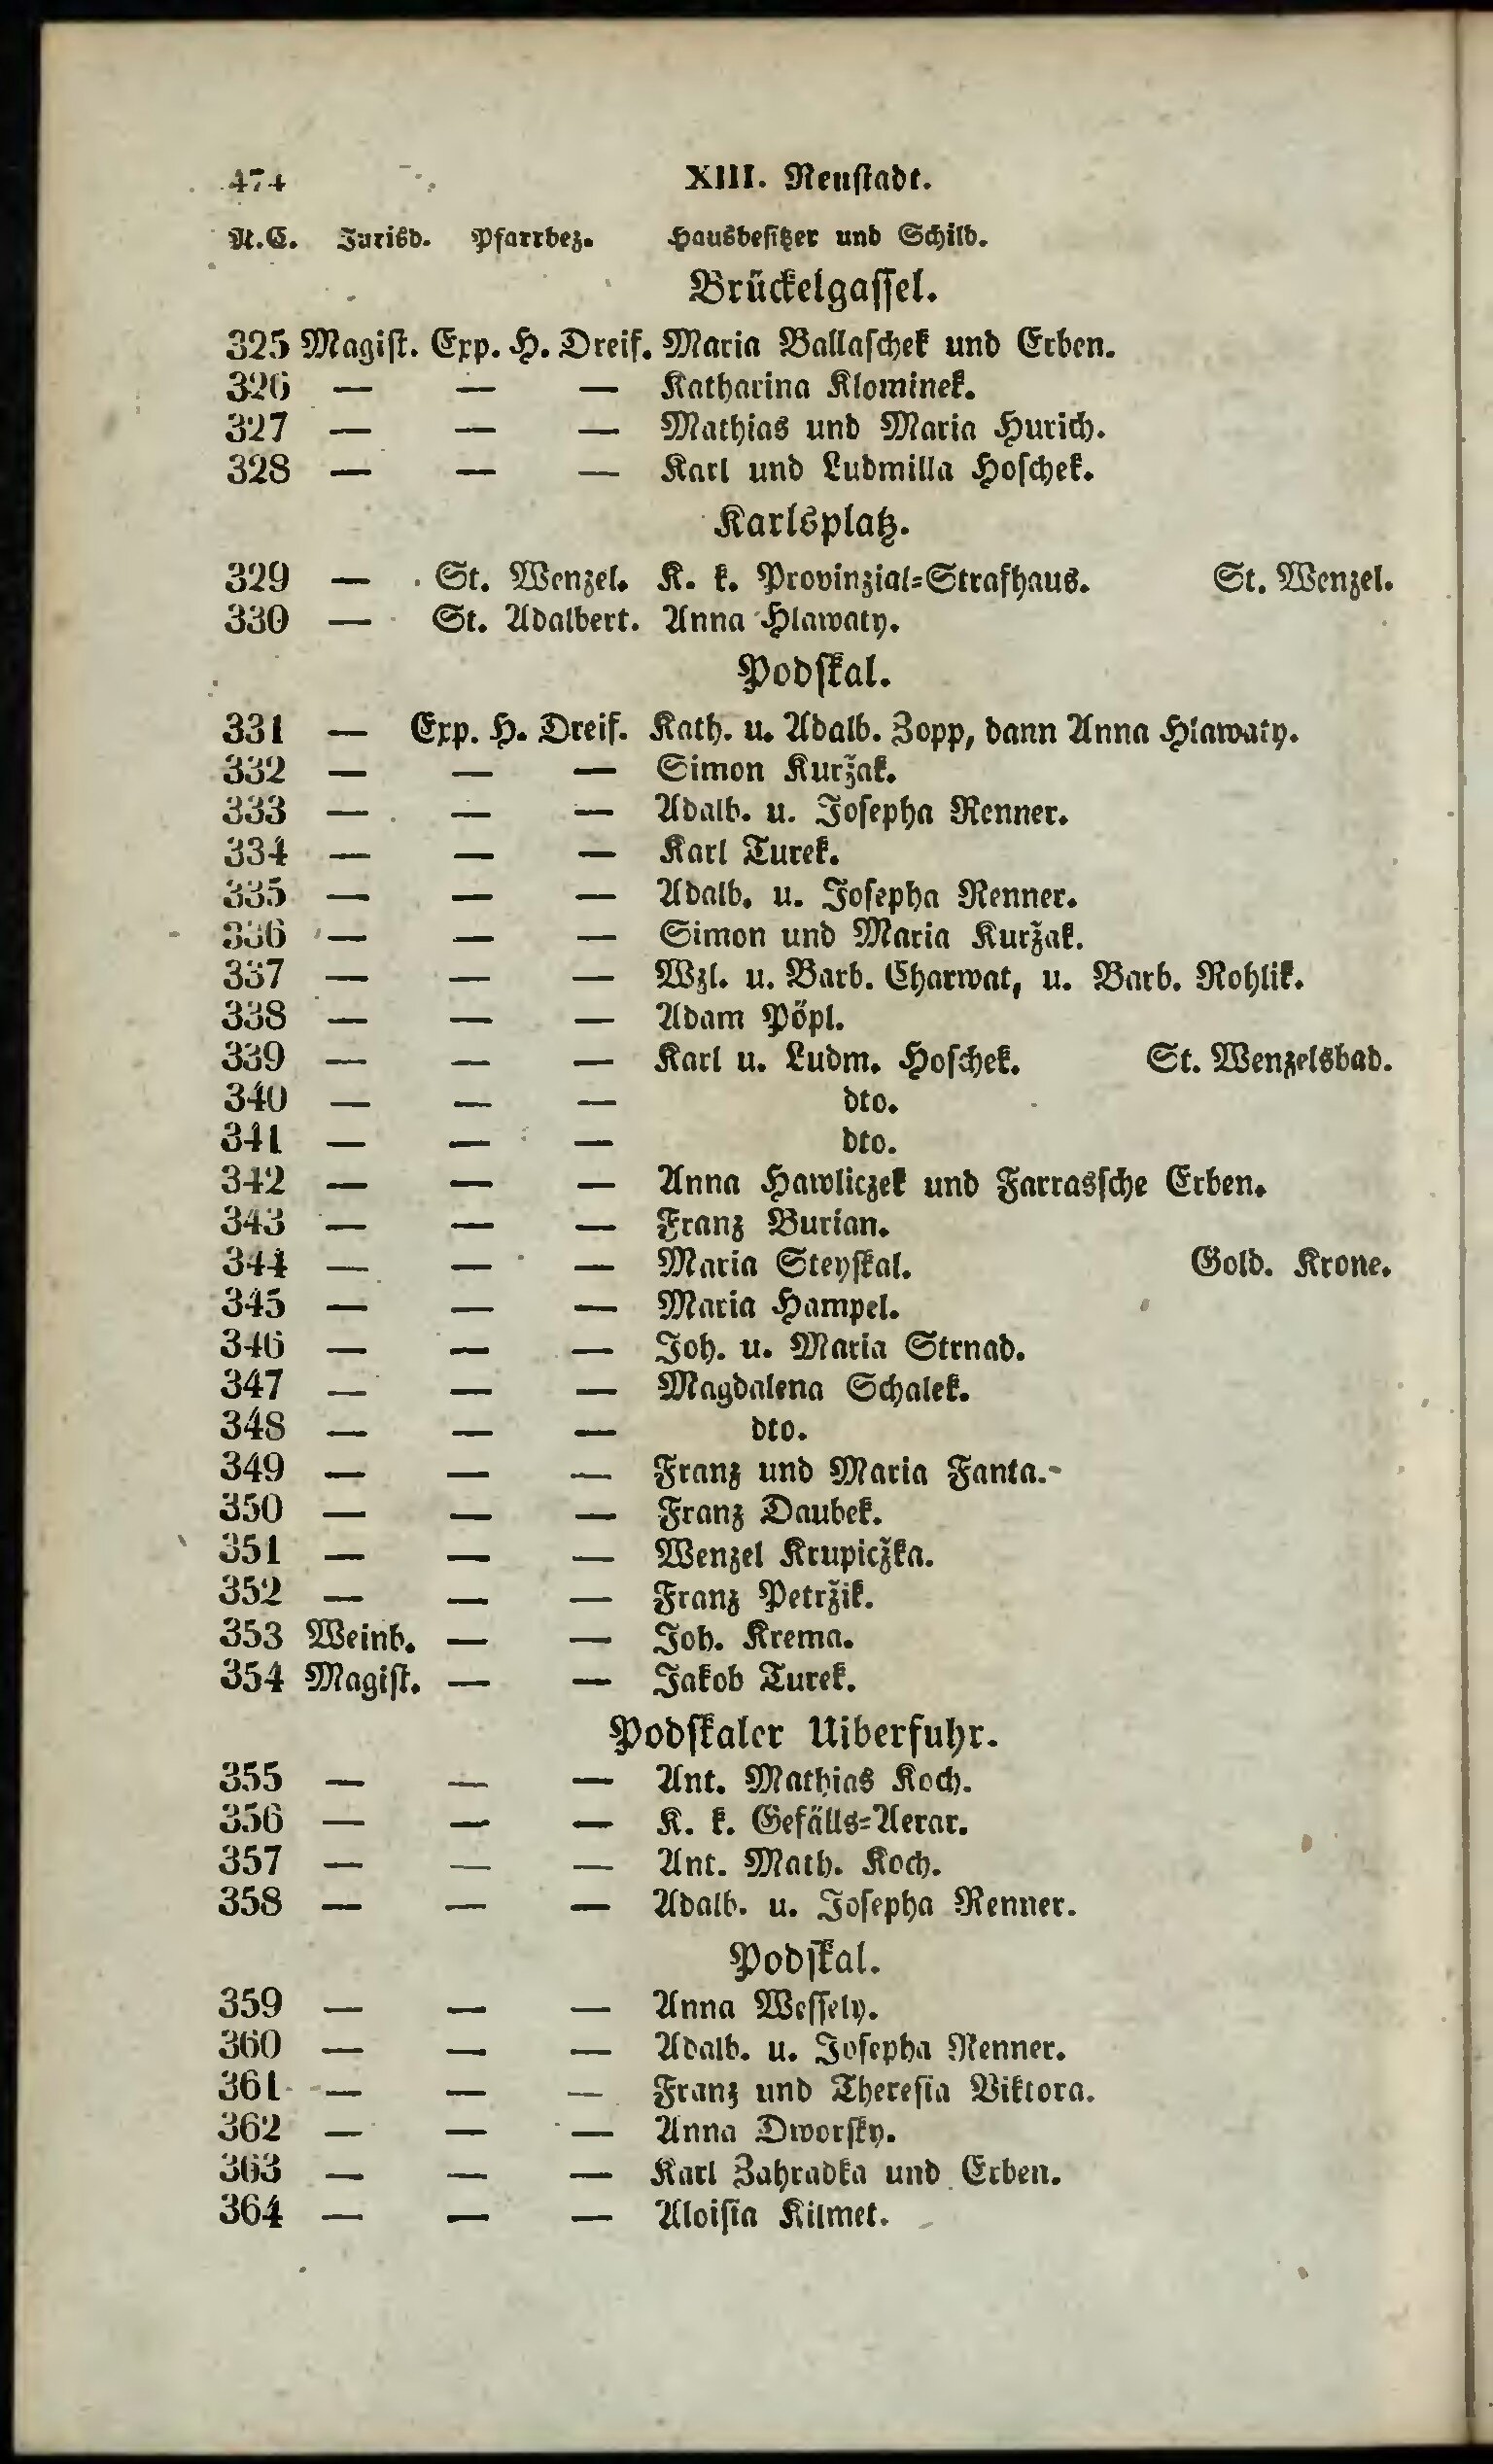 474 XIII. Neustadt.
N.C. Jurisd. Pfarrbez. Hausbesitzer und Schild.
Brückelgassel.
325 Magist. Exp. H. Dreif. Maria Ballaschek und Erben.
326 — — — Katharina Klominek.
327 — — — Mathias und Maria Hurich.
328 — — — Karl und Ludmilla Hoschek.
Karlsplatz.
329 — St. Wenzel. K. k. Provinzial=Strafhaus. St. Wenzel.
330 — St. Adalbert. Anna Hlawaty.
Podskal.
331 — Exp. H. Dreif. Kath. u. Adalb. Zopp, dann Anna Hlawaty.
332 — — — Simon Kuržak.
333 — — — Adalb. u. Josepha Renner.
334 — — — Karl Turek.
335 — — — Adalb. u. Josepha Renner.
336 — — — Simon und Maria Kuržak.
337 — — — Wzl. u. Barb. Charwat, u. Barb. Rohlik.
338 — — — Adam Pöpl.
339 — — — Karl u. Ludm. Hoschek. St. Wenzelsbad.
340 — — — dto.
341 — — — dto.
342 — — — Anna Hawliczek und Farrassche Erben.
343 — — — Franz Burian.
344 — — — Maria Steyskal. Gold. Krone.
345 — — — Maria Hampel.
346 — — — Joh. u. Maria Strnad.
347 — — — Magdalena Schalek.
348 — — — dto.
349 — — — Franz und Maria Fanta.
350 — — — Franz Daubek.
351 — — — Wenzel Krupicžka.
352 — — — Franz Petržik.
353 Weinb. — — Joh. Krema.
354 Magist. — — Jakob Turek.
Podskaler Uiberfuhr.
355 — — — Ant. Mathias Koch.
356 — — — K. k. Gefälls=Aerar.
357 — — — Ant. Math. Koch.
358 — — — Adalb. u. Josepha Renner.
Podskal.
359 — — — Anna Wessely.
360 — — — Adalb. u. Josepha Renner.
361 — — — Franz und Theresia Viktora.
362 — — — Anna Dworsky.
363 — — — Karl Zahradka und Erben.
364 — — — Aloisia Kilmet.